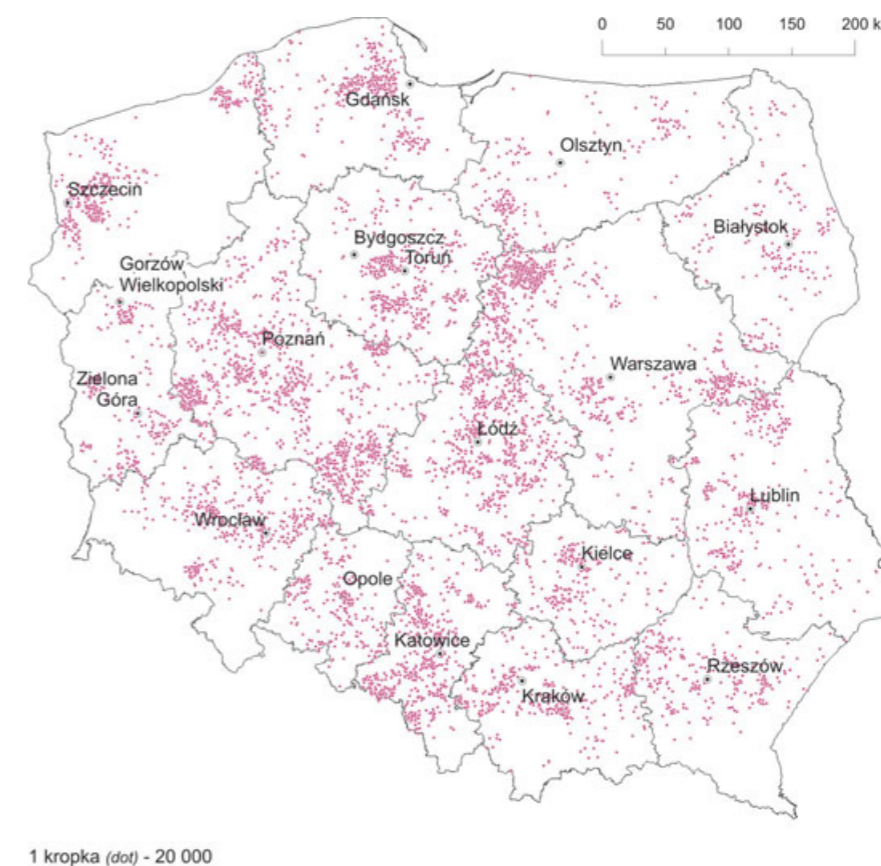 0 50 100 150 200 k
Gdańsk
Olsztyn
Szczecin
Białystok
Bydgoszcz
Toruń
Gorzów
Wielkopolski
Poznań
Warszawa
Zielona
Góra
Łódź
Lublin
Wrocław
Kielce
Opole
Katowice
Rzeszów
Kraków
1 kropka (dot) - 20 000